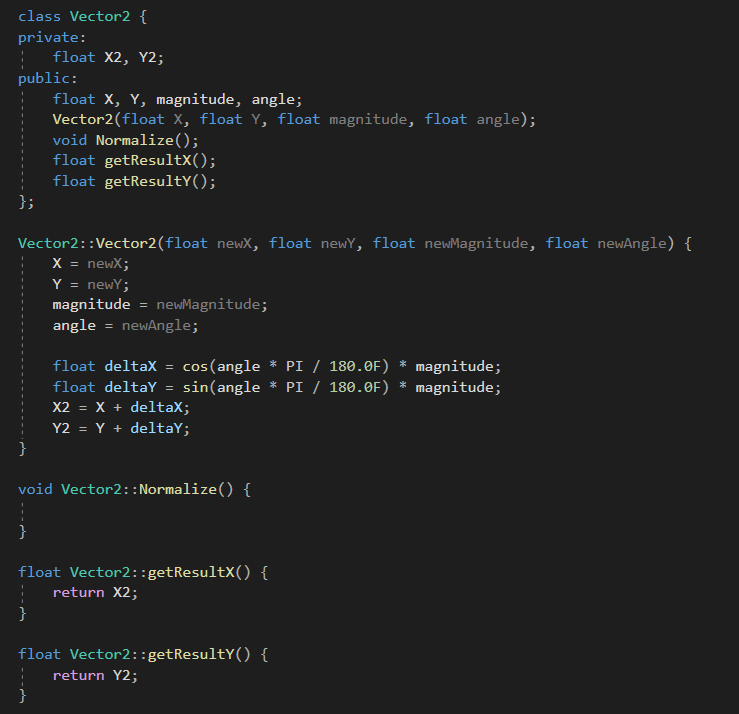 class Vector2 {
private:
    float X2, Y2;
public:
    float X, Y, magnitude, angle;
    Vector2(float X, float Y, float magnitude, float angle);
    void Normalize();
    float getResultX();
    float getResultY();
};

Vector2::Vector2(float newX, float newY, float newMagnitude, float newAngle) {
    X = newX;
    Y = newY;
    magnitude = newMagnitude;
    angle = newAngle;

    float deltaX = cos(angle * PI / 180.0F) * magnitude;
    float deltaY = sin(angle * PI / 180.0F) * magnitude;
    X2 = X + deltaX;
    Y2 = Y + deltaY;
}

void Vector2::Normalize() {

}

float Vector2::getResultX() {
    return X2;
}

float Vector2::getResultY() {
    return Y2;
}